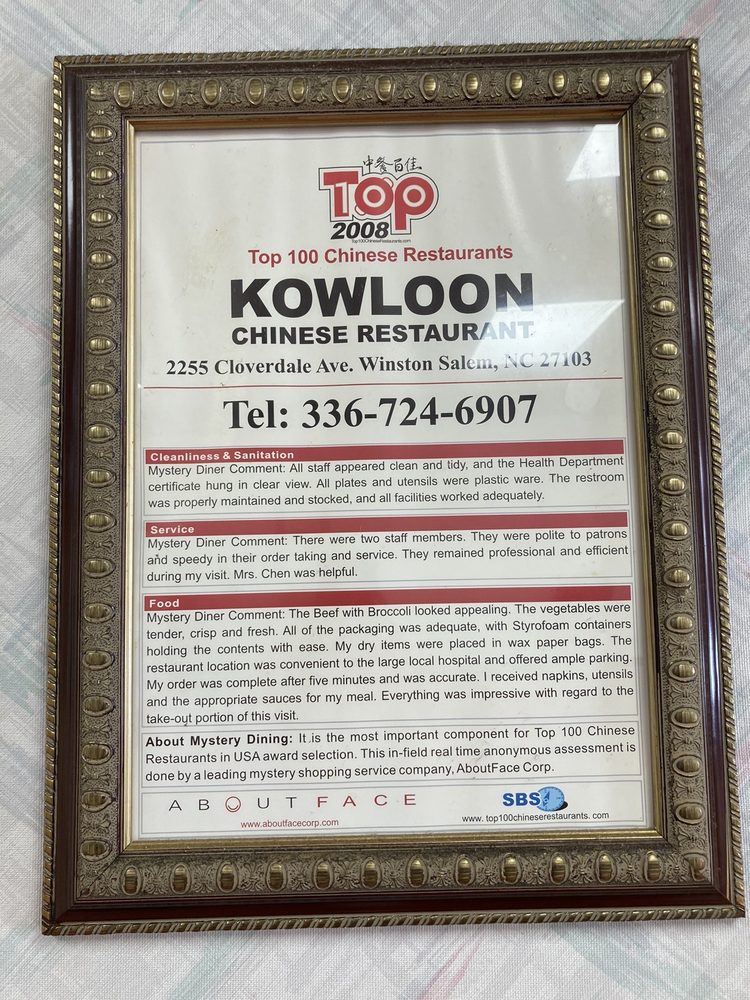 中餐百佳
TOP
2008
Top100ChineseRestaurants.com
Top 100 Chinese Restaurants
KOWLOON
CHINESE RESTAURANT
2255 Cloverdale Ave. Winston Salem, NC 27103
Tel: 336-724-6907
Cleanliness & Sanitation
Mystery Diner Comment: All staff appeared clean and tidy, and the Health Department
certificate hung in clear view. All plates and utensils were plastic ware. The restroom
was properly maintained and stocked, and all facilities worked adequately.
Service
Mystery Diner Comment: There were two staff members. They were polite to patrons
and speedy in their order taking and service. They remained professional and efficient
during my visit. Mrs. Chen was helpful.
Food
Mystery Diner Comment: The Beef with Broccoli looked appealing. The vegetables were
tender, crisp and fresh. All of the packaging was adequate, with Styrofoam containers
holding the contents with ease. My dry items were placed in wax paper bags. The
restaurant location was convenient to the large local hospital and offered ample parking.
My order was complete after five minutes and was accurate. I received napkins, utensils
and the appropriate sauces for my meal. Everything was impressive with regard to the
take-out portion of this visit.
About Mystery Dining: It is the most important component for Top 100 Chinese
Restaurants in USA award selection. This in-field real time anonymous assessment is
done by a leading mystery shopping service company, AboutFace Corp.
ABOUTFACE
SBS
www.aboutfacecorp.com
www. top100chineserestaurants. com